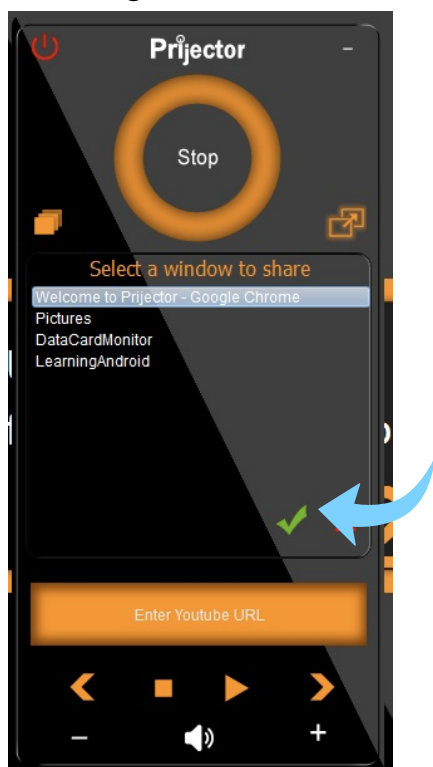 Prijector
Stop
Select a window to share
Welcome to Prijector - Google Chrome
Pictures
DataCardMonitor
LearningAndroid
Enter Youtube URL